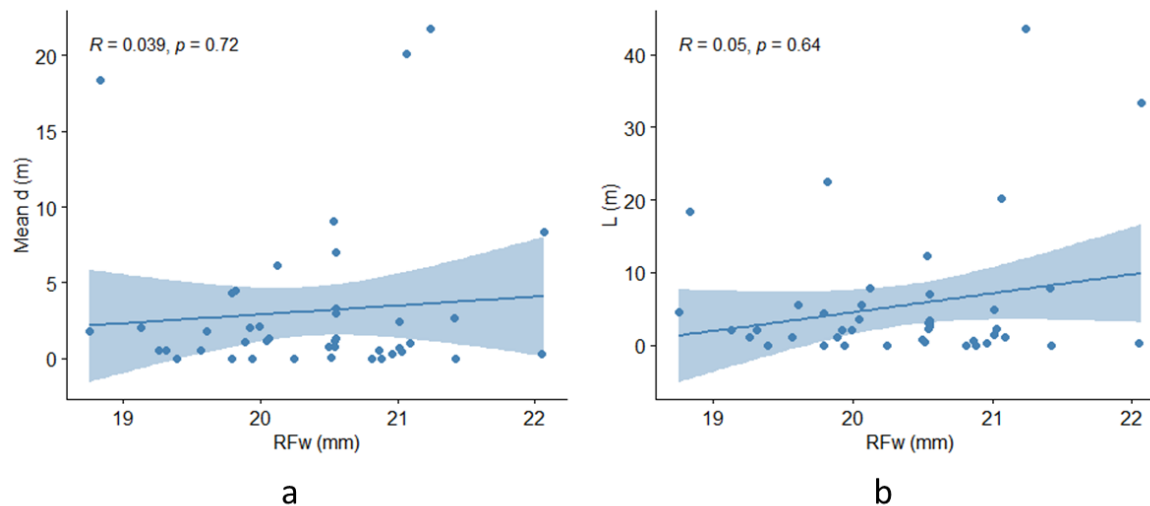 R = 0.039, p = 0.72
20
15
10
5
0
Mean d (m)
19 20 21 22
RFw (mm)
a
R = 0.05, p = 0.64
40
30
20
10
0
L (m)
19 20 21 22
RFw (mm)
b